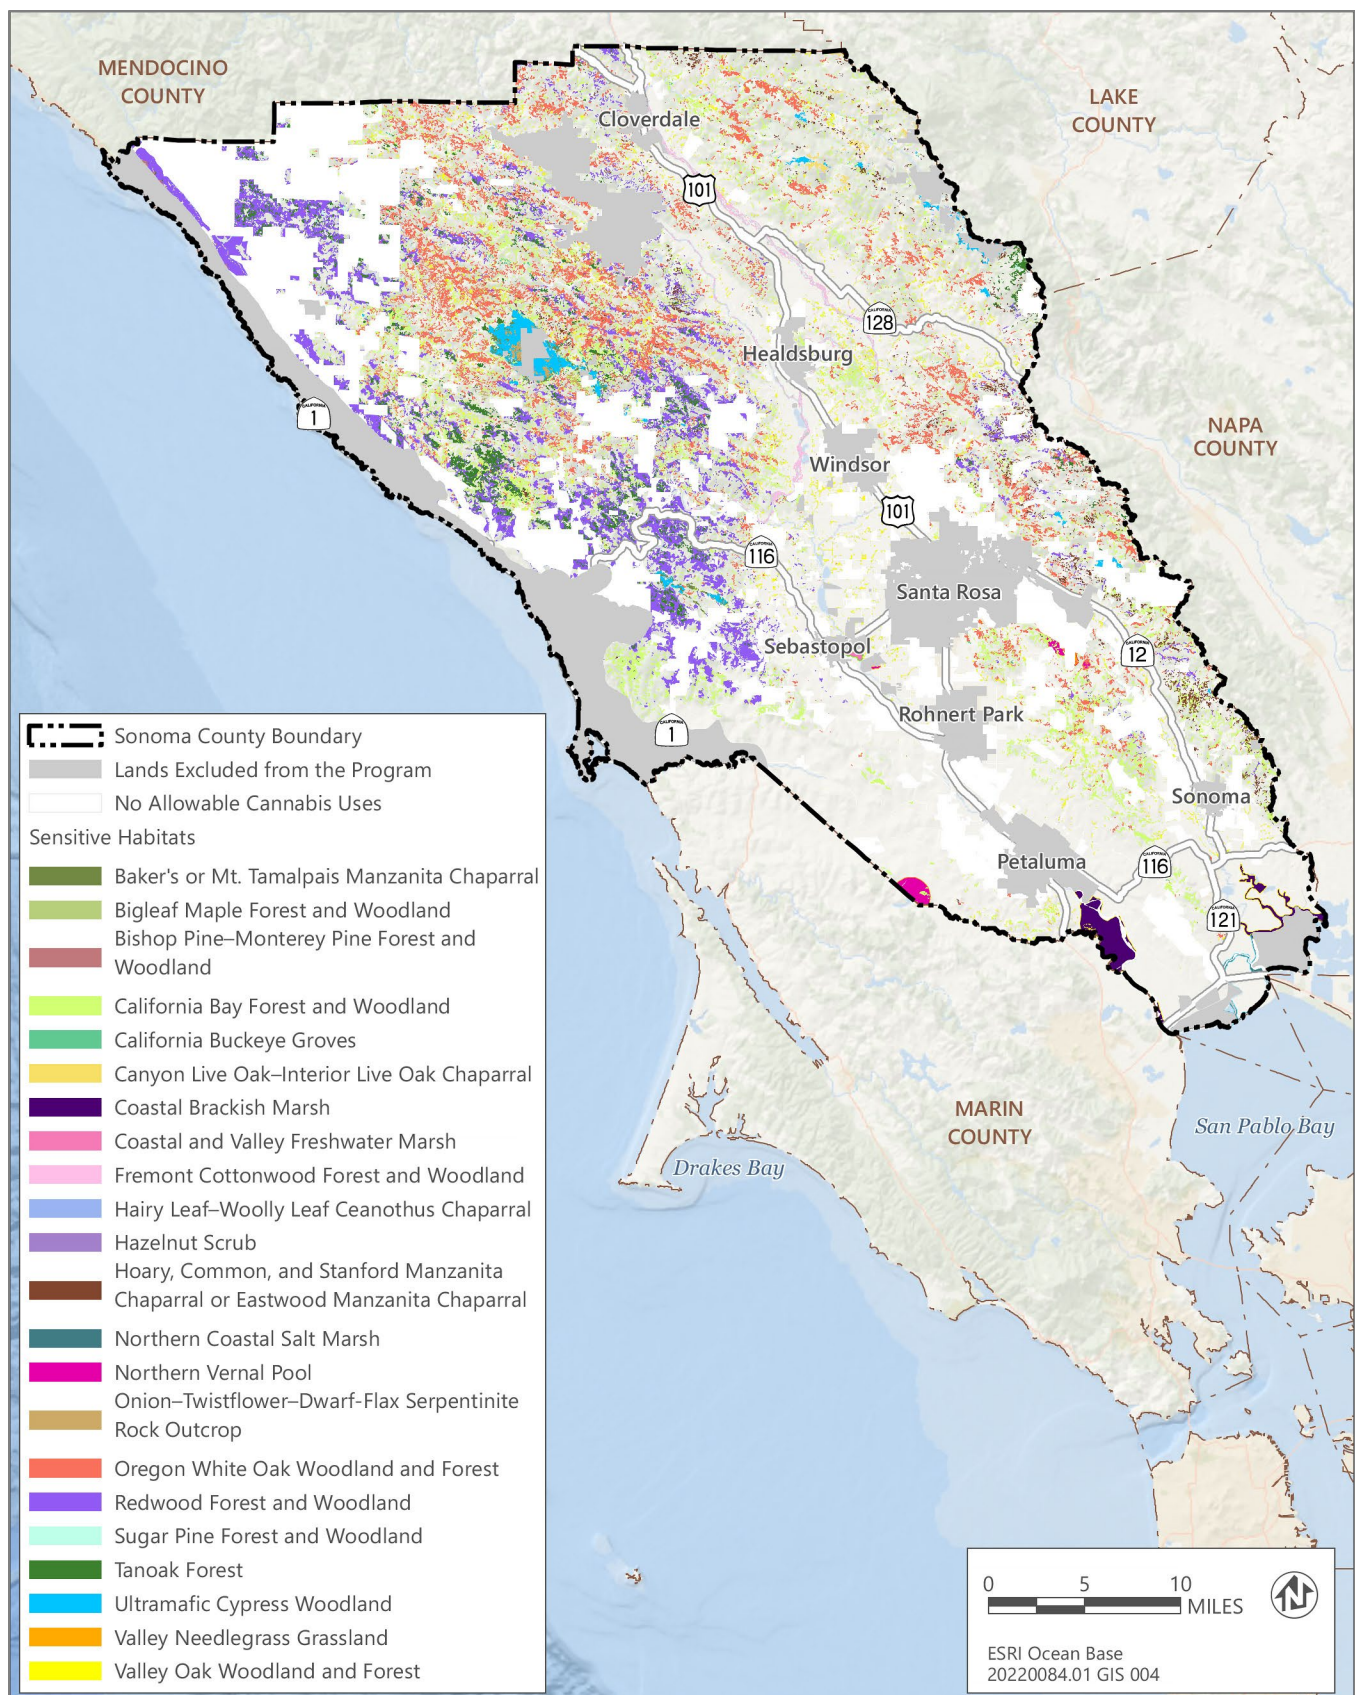 MENDOCINO
COUNTY
LAKE
COUNTY
Cloverdale
101
CALIFORNIA
128
Healdsburg
CALIFORNIA
1
NAPA
COUNTY
Windsor
101
CALIFORNIA
116
Santa Rosa
Sebastopol
CALIFORNIA
12
Rohnert Park
CALIFORNIA
1
Sonoma
Petaluma
CALIFORNIA
116
CALIFORNIA
121
MARIN
COUNTY
San Pablo Bay
Drakes Bay
Sonoma County Boundary
Lands Excluded from the Program
No Allowable Cannabis Uses
Sensitive Habitats
Baker's or Mt. Tamalpais Manzanita Chaparral
Bigleaf Maple Forest and Woodland
Bishop Pine–Monterey Pine Forest and
Woodland
California Bay Forest and Woodland
California Buckeye Groves
Canyon Live Oak–Interior Live Oak Chaparral
Coastal Brackish Marsh
Coastal and Valley Freshwater Marsh
Fremont Cottonwood Forest and Woodland
Hairy Leaf–Woolly Leaf Ceanothus Chaparral
Hazelnut Scrub
Hoary, Common, and Stanford Manzanita
Chaparral or Eastwood Manzanita Chaparral
Northern Coastal Salt Marsh
Northern Vernal Pool
Onion–Twistflower–Dwarf-Flax Serpentinite
Rock Outcrop
Oregon White Oak Woodland and Forest
Redwood Forest and Woodland
Sugar Pine Forest and Woodland
Tanoak Forest
Ultramafic Cypress Woodland
Valley Needlegrass Grassland
Valley Oak Woodland and Forest
0 5 10
MILES
N
ESRI Ocean Base
20220084.01 GIS 004